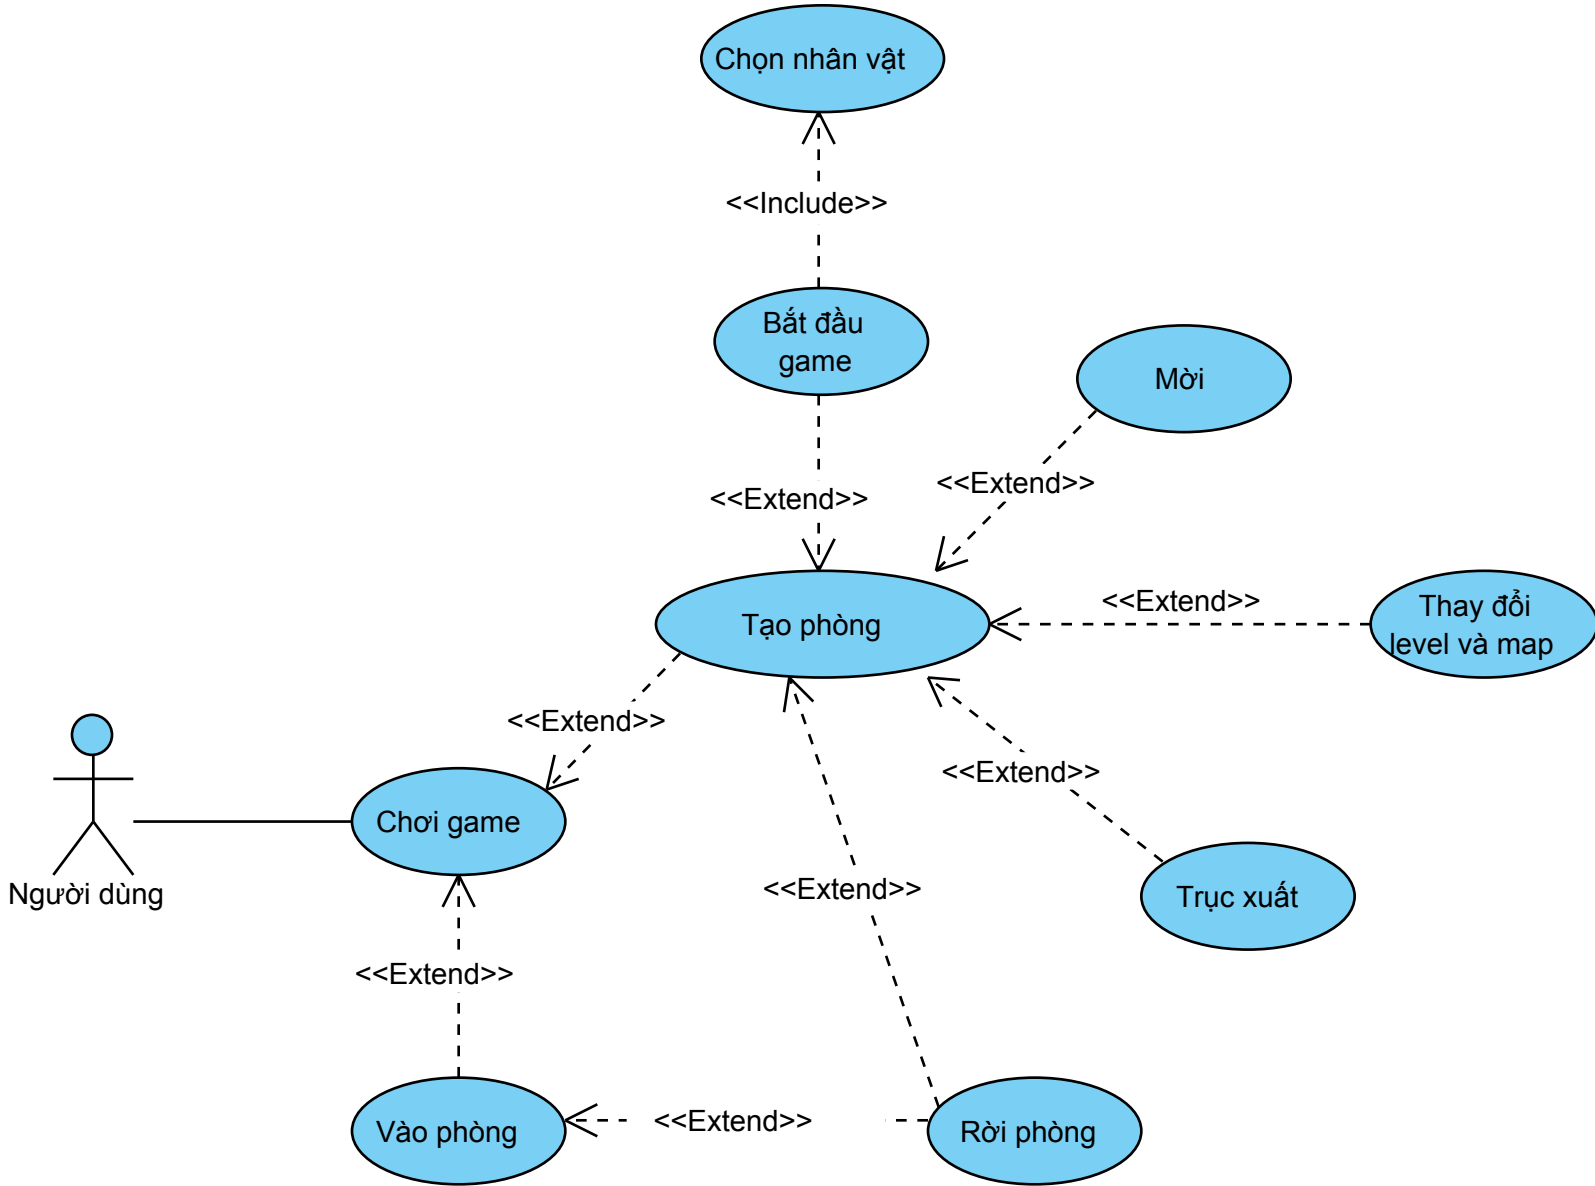 Chọn nhân vật
<<Include>>
Bắt đầu
game
Mời
<<Extend>>
<<Extend>>
Tạo phòng
<<Extend>>
Thay đổi
level và map
<<Extend>>
<<Extend>>
Chơi game
Người dùng
<<Extend>>
Trục xuất
<<Extend>>
Vào phòng
<<Extend>>
Rời phòng